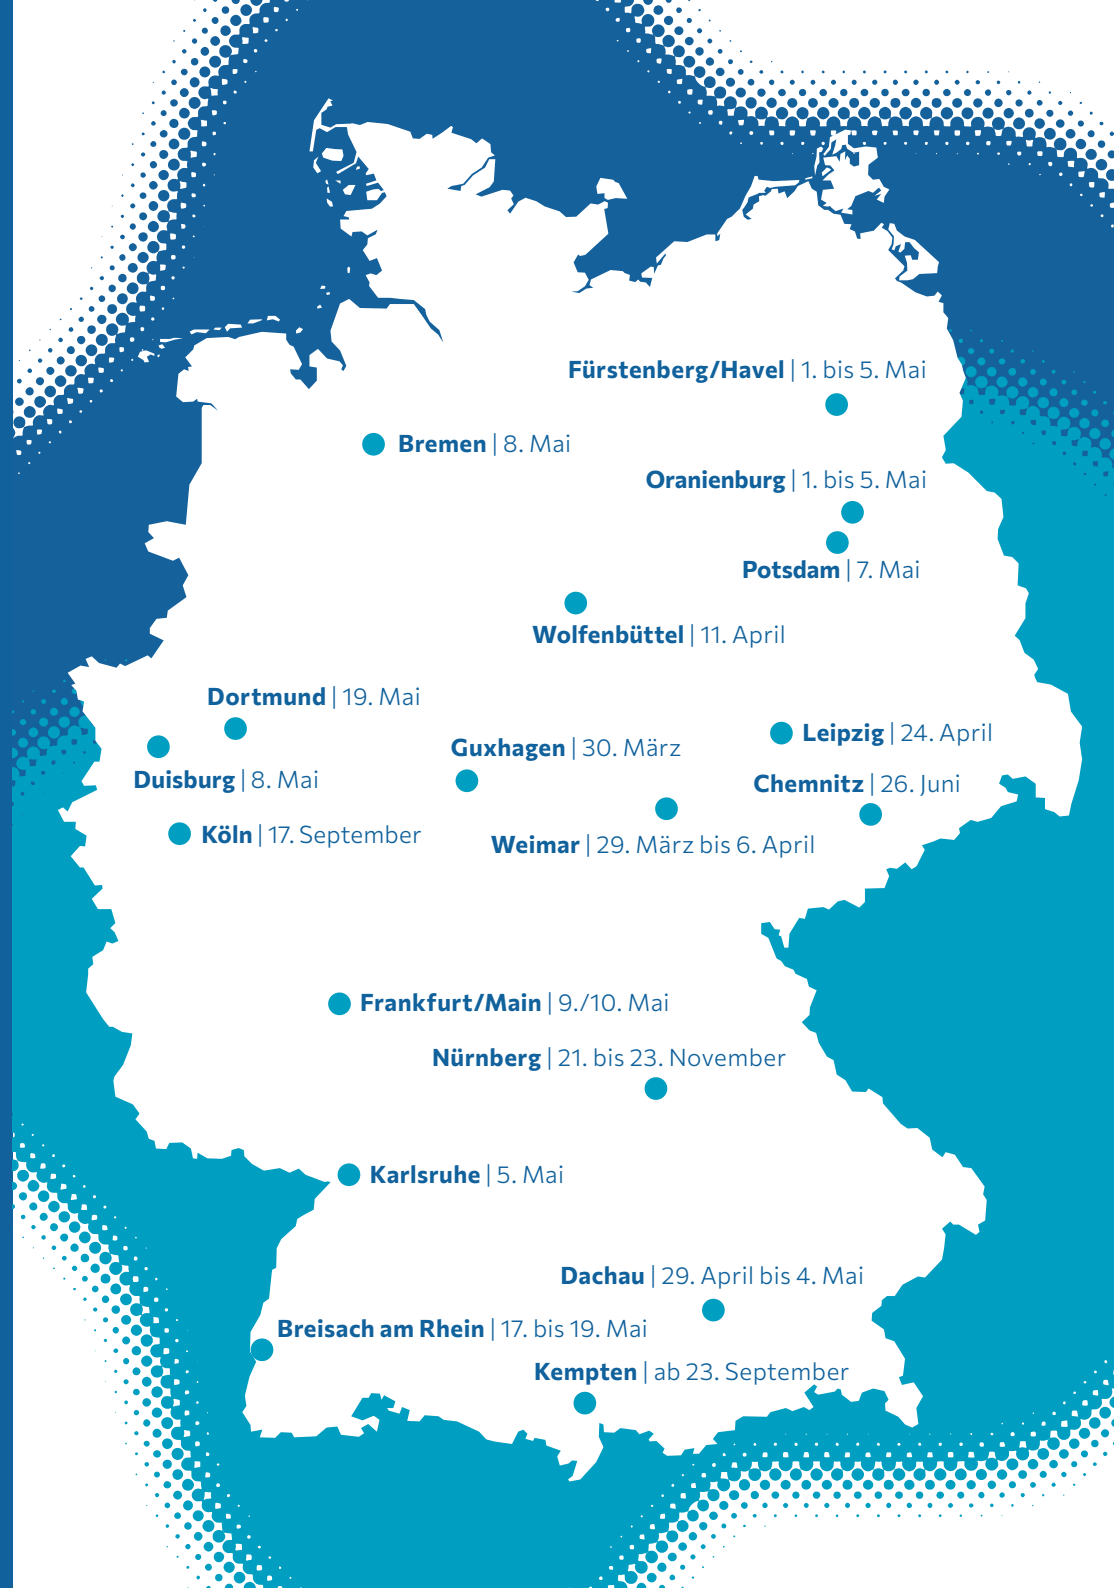 Fürstenberg/Havel | 1. bis 5. Mai
Bremen | 8. Mai
Oranienburg | 1. bis 5. Mai
Potsdam | 7. Mai
Wolfenbüttel | 11. April
Dortmund | 19. Mai
Leipzig | 24. April
Guxhagen | 30. März
Duisburg | 8. Mai
Chemnitz | 26. Juni
Köln | 17. September
Weimar | 29. März bis 6. April
Frankfurt/Main | 9./10. Mai
Nürnberg | 21. bis 23. November
Karlsruhe | 5. Mai
Dachau | 29. April bis 4. Mai
Breisach am Rhein | 17. bis 19. Mai
Kempten | ab 23. September